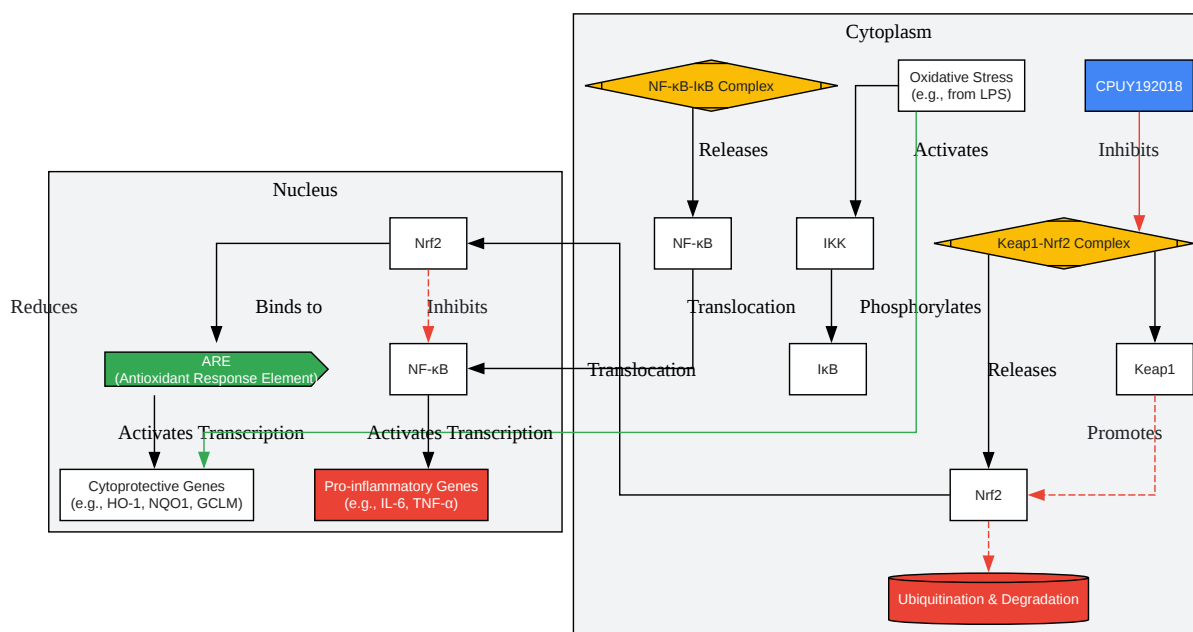 Cytoplasm
NF-κB-IκB Complex
Oxidative Stress
(e.g., from LPS)
CPUY192018
Releases
Activates
Inhibits
Nucleus
Nrf2
NF-κB
IKK
Keap1-Nrf2 Complex
Reduces
Binds to
Inhibits
Translocation
Phosphorylates
ARE
(Antioxidant Response Element)
NF-κB
Translocation
IκB
Releases
Keap1
Activates Transcription
Activates Transcription
Promotes
Cytoprotective Genes
(e.g., HO-1, NQO1, GCLM)
Pro-inflammatory Genes
(e.g., IL-6, TNF-α)
Nrf2
Ubiquitination & Degradation